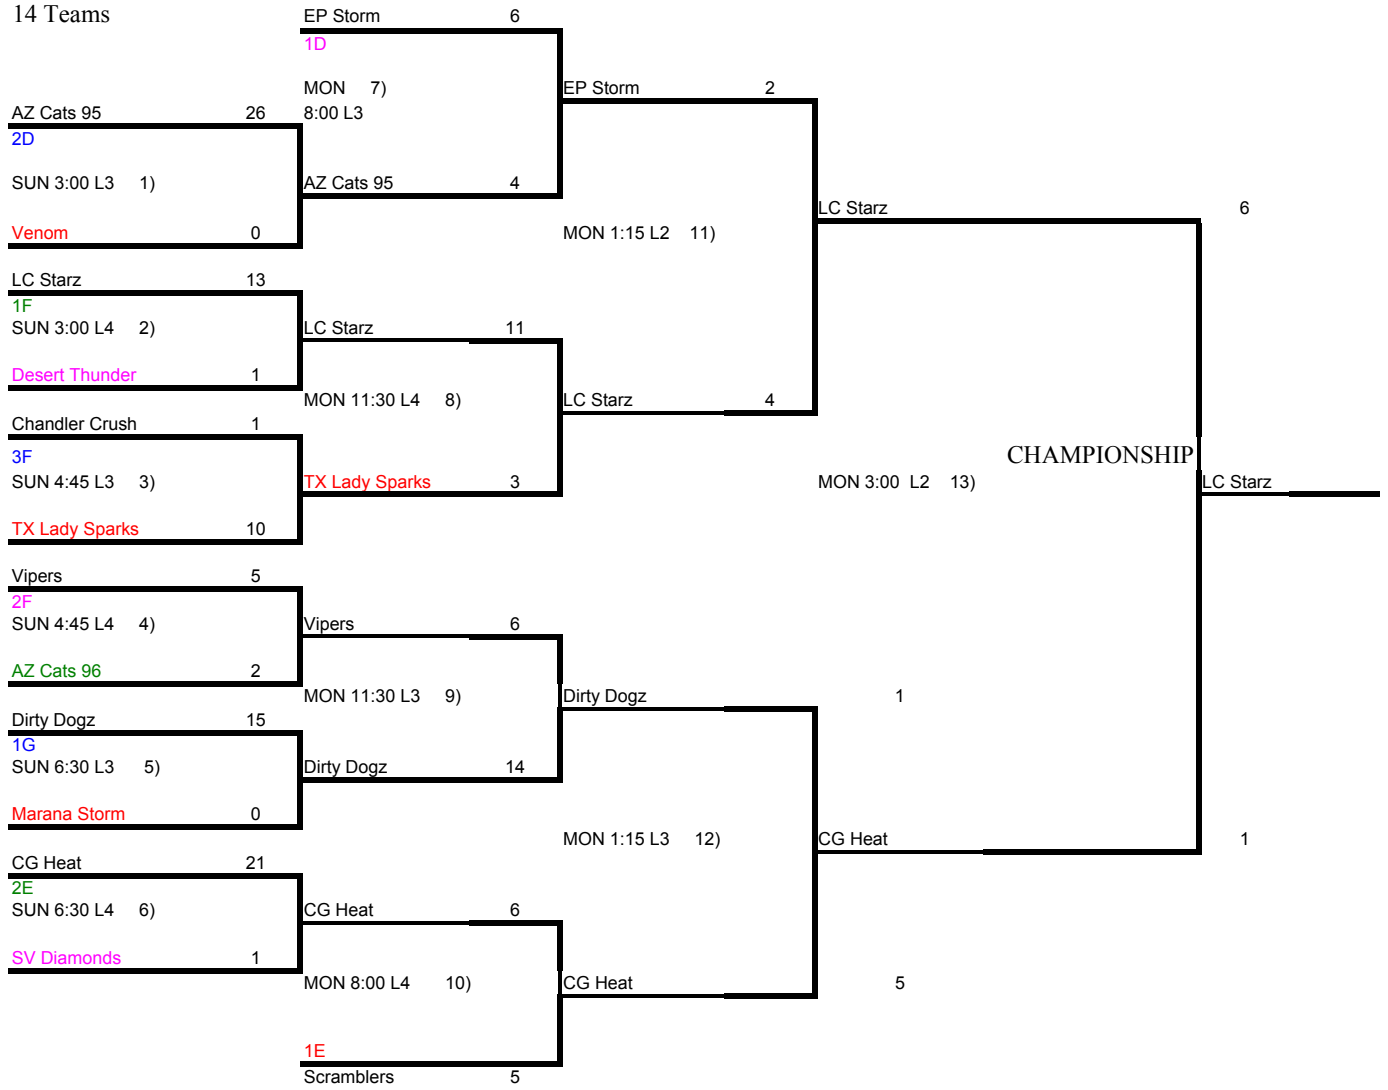 14 Teams
EP Storm 6
1D
MON 7)
8:00 L3
EP Storm 2
AZ Cats 95 26
2D
SUN 3:00 L3 1)
AZ Cats 95 4
Venom 0
MON 1:15 L2 11)
LC Starz 6
LC Starz 13
1F
SUN 3:00 L4 2)
LC Starz 11
Desert Thunder 1
MON 11:30 L4 8)
LC Starz 4
Chandler Crush 1
3F
SUN 4:45 L3 3)
TX Lady Sparks 3
CHAMPIONSHIP
MON 3:00 L2 13)
LC Starz
TX Lady Sparks 10
Vipers 5
2F
SUN 4:45 L4 4)
Vipers 6
AZ Cats 96 2
MON 11:30 L3 9)
Dirty Dogz 1
Dirty Dogz 15
1G
SUN 6:30 L3 5)
Dirty Dogz 14
Marana Storm 0
MON 1:15 L3 12)
CG Heat 1
CG Heat 21
2E
SUN 6:30 L4 6)
CG Heat 6
SV Diamonds 1
MON 8:00 L4 10)
CG Heat 5
1E
Scramblers 5